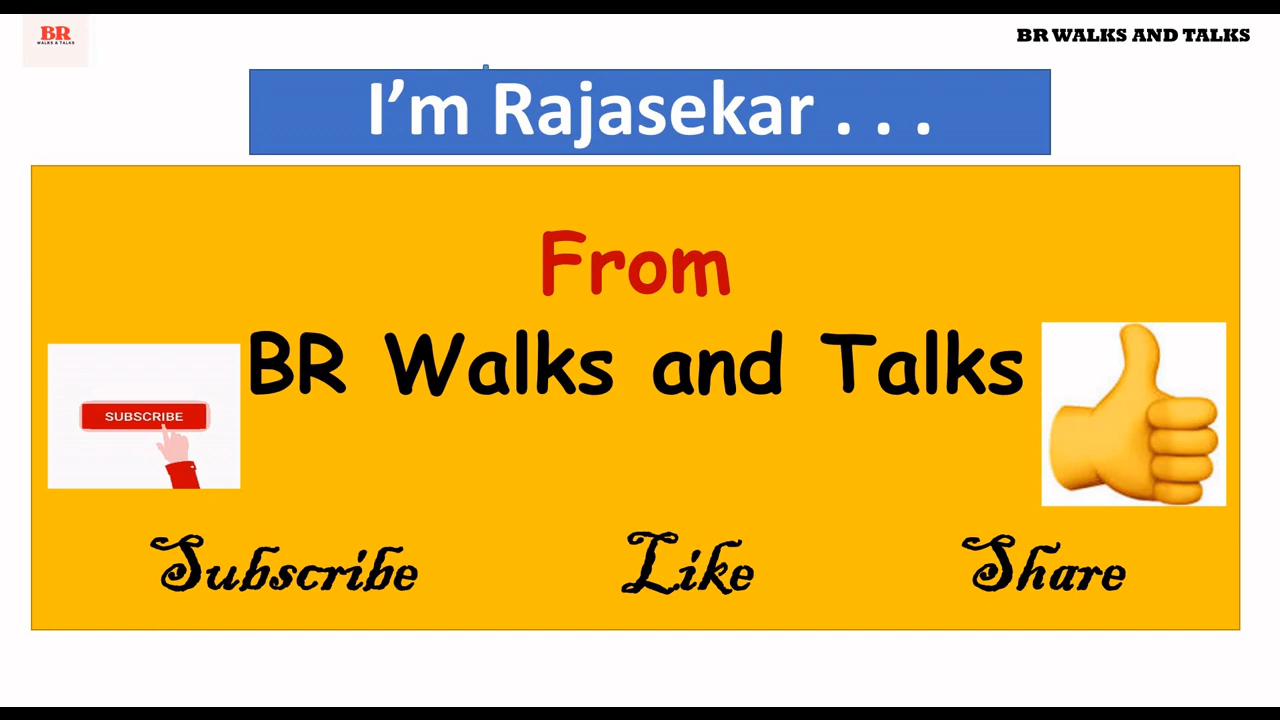 BR
WALKS & TALKS
BR WALKS AND TALKS
I’m Rajasekar . . .
From
BR Walks and Talks
SUBSCRIBE
Subscribe Like Share